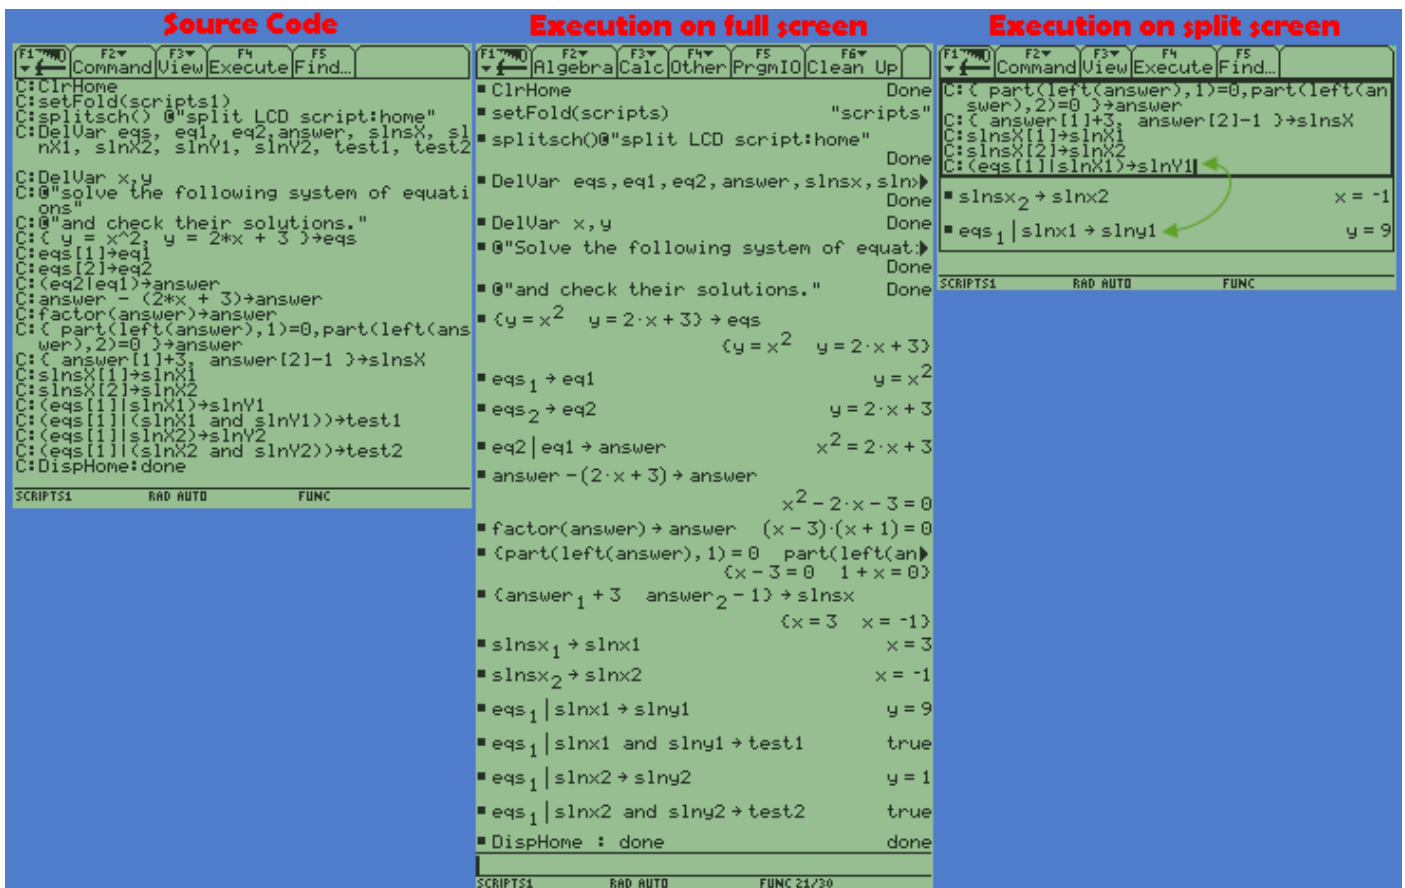 Source Code
F1 F2▾ F3▾ F4 F5
▾ Command View Execute Find...
C:ClrHome
C:setFold(scripts1)
C:splitsch() @"split LCD script:home"
C:DelVar eqs, eq1, eq2,answer, slnsX, sl
nX1, slnX2, slnY1, slnY2, test1, test2
C:DelVar x,y
C:@"solve the following system of equati
ons"
C:@"and check their solutions."
C:{ y = x^2, y = 2*x + 3 }→eqs
C:eqs[1]→eq1
C:eqs[2]→eq2
C:(eq2|eq1)→answer
C:answer - (2*x + 3)→answer
C:factor(answer)→answer
C:{ part(left(answer),1)=0,part(left(ans
wer),2)=0 }→answer
C:{ answer[1]+3, answer[2]-1 }→slnsX
C:slnsX[1]→slnX1
C:slnsX[2]→slnX2
C:(eqs[1]|slnX1)→slnY1
C:(eqs[1]|(slnX1 and slnY1))→test1
C:(eqs[1]|slnX2)→slnY2
C:(eqs[1]|(slnX2 and slnY2))→test2
C:DispHome:done
SCRIPTS1 RAD AUTO FUNC
Execution on full screen
F1 F2▾ F3▾ F4▾ F5 F6▾
▾ Algebra Calc Other PrgmIO Clean Up
▪ ClrHome Done
▪ setFold(scripts) "scripts"
▪ splitsch()@"split LCD script:home"
Done
▪ DelVar eqs,eq1,eq2,answer,slnsx,sln▶
Done
▪ DelVar x,y Done
▪ @"Solve the following system of equat▶
Done
▪ @"and check their solutions." Done
▪ {y = x² y = 2·x + 3} → eqs
{y = x² y = 2·x + 3}
▪ eqs₁ → eq1 y = x²
▪ eqs₂ → eq2 y = 2·x + 3
▪ eq2 | eq1 → answer x² = 2·x + 3
▪ answer - (2·x + 3) → answer
x² - 2·x - 3 = 0
▪ factor(answer) → answer (x - 3)·(x + 1) = 0
▪ {part(left(answer), 1) = 0 part(left(an▶
{x - 3 = 0 1 + x = 0}
▪ {answer₁ + 3 answer₂ - 1} → slnsx
{x = 3 x = -1}
▪ slnsx₁ → slnx1 x = 3
▪ slnsx₂ → slnx2 x = -1
▪ eqs₁ | slnx1 → slny1 y = 9
▪ eqs₁ | slnx1 and slny1 → test1 true
▪ eqs₁ | slnx2 → slny2 y = 1
▪ eqs₁ | slnx2 and slny2 → test2 true
▪ DispHome : done done
SCRIPTS1 RAD AUTO FUNC 21/30
Execution on split screen
F1 F2▾ F3▾ F4 F5
▾ Command View Execute Find...
C:{ part(left(answer),1)=0,part(left(an
swer),2)=0 }→answer
C:{ answer[1]+3, answer[2]-1 }→slnsX
C:slnsX[1]→slnX1
C:slnsX[2]→slnX2
C:(eqs[1]|slnX1)→slnY1
▪ slnsx₂ → slnx2 x = -1
▪ eqs₁ | slnx1 → slny1 y = 9
SCRIPTS1 RAD AUTO FUNC